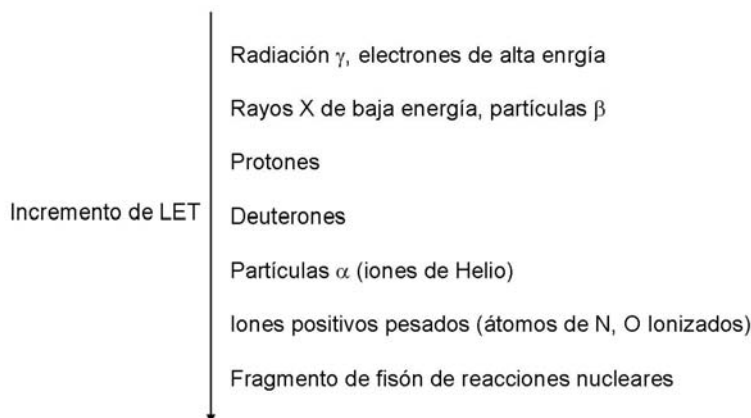 Radiación γ, electrones de alta enrgía
Rayos X de baja energía, partículas β
Protones
Incremento de LET
Deuterones
Partículas α (iones de Helio)
Iones positivos pesados (átomos de N, O Ionizados)
Fragmento de fisón de reacciones nucleares